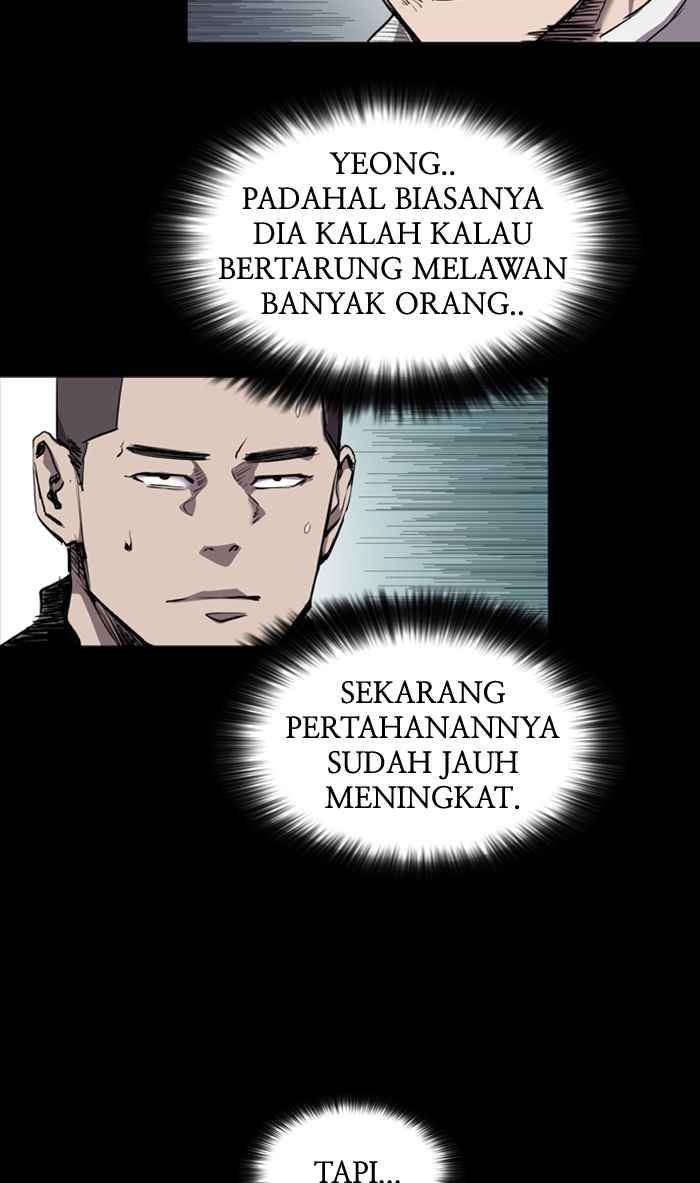 YEONG..
PADAHAL BIASANYA
DIA KALAH KALAU
BERTARUNG MELAWAN
BANYAK ORANG..
SEKARANG
PERTAHANANNYA
SUDAH JAUH
MENINGKAT.
TAPI...